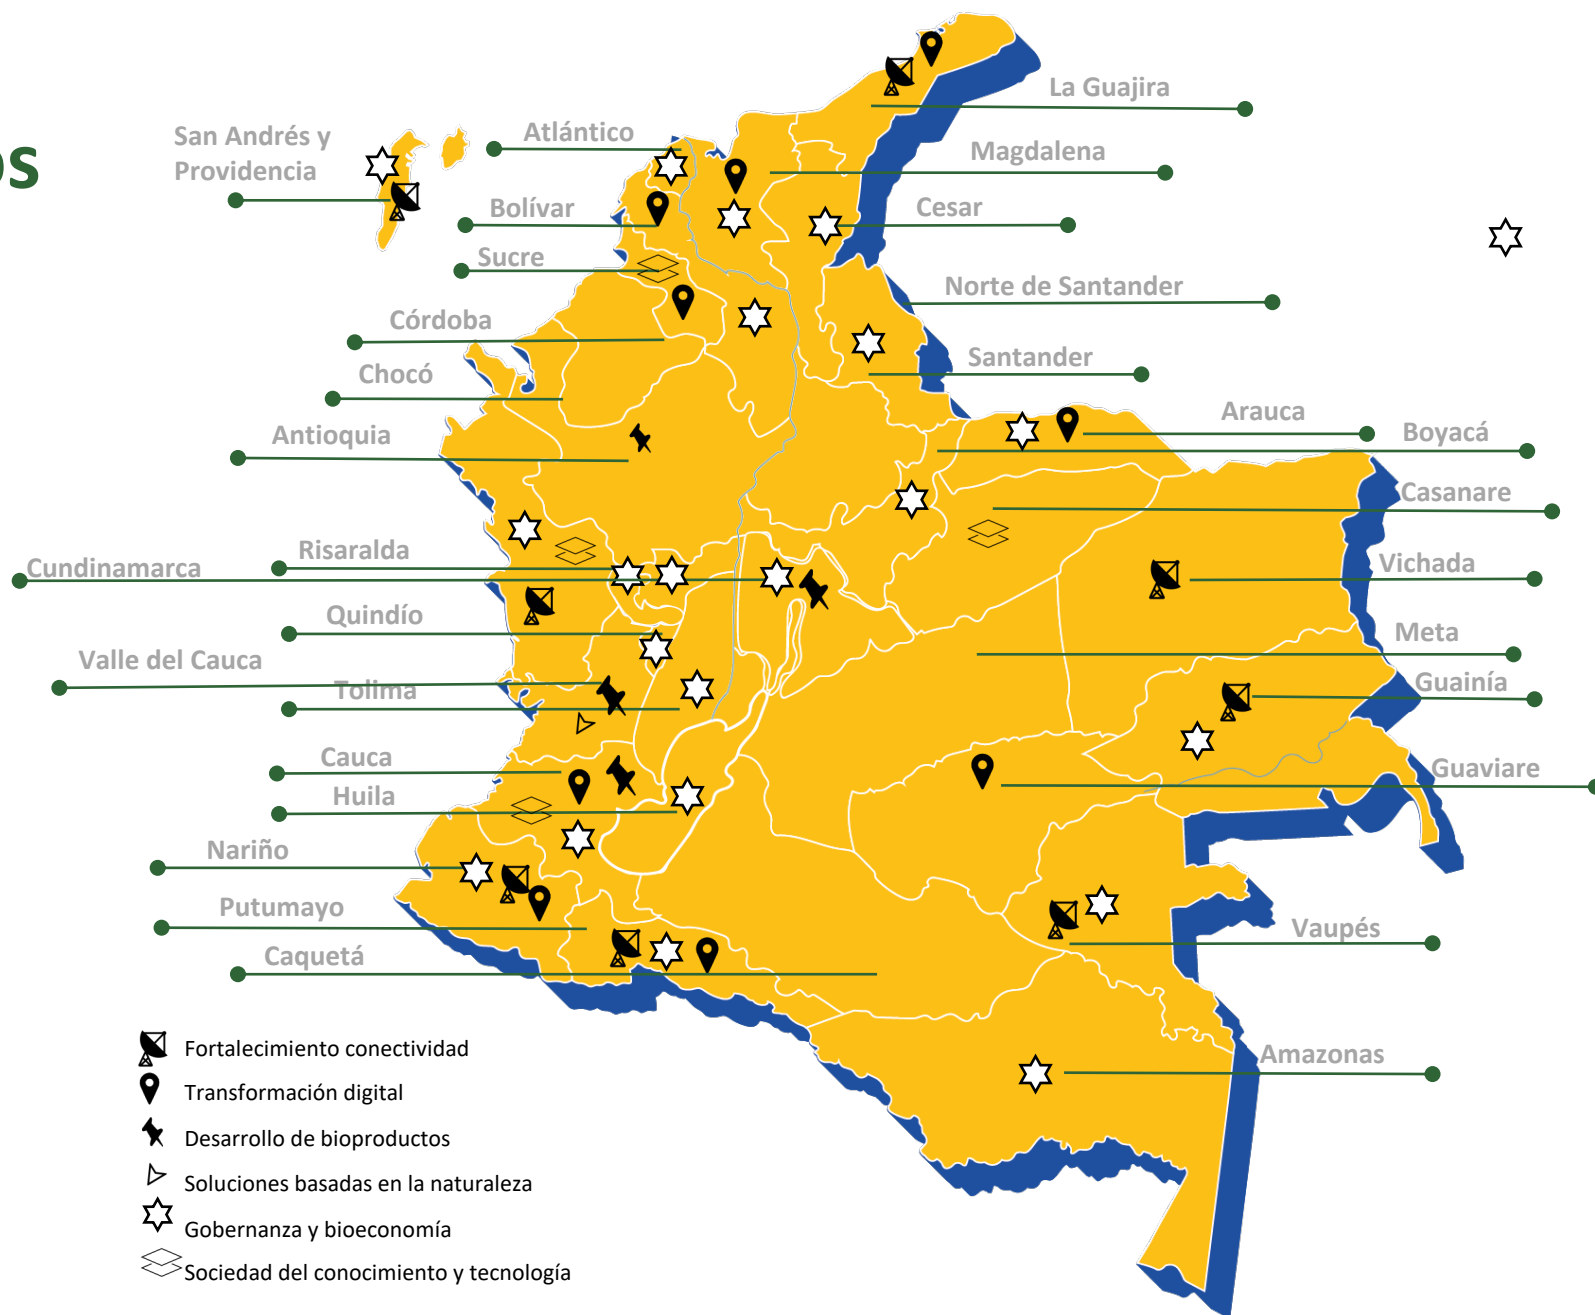 os
San Andrés y
Providencia
Atlántico
Bolívar
Sucre
Córdoba
Chocó
Antioquia
Risaralda
Cundinamarca
Quindío
Valle del Cauca
Tolima
Cauca
Huila
Nariño
Putumayo
Caquetá
La Guajira
Magdalena
Cesar
Norte de Santander
Santander
Arauca
Boyacá
Casanare
Vichada
Meta
Guainía
Guaviare
Vaupés
Amazonas
Fortalecimiento conectividad
Transformación digital
Desarrollo de bioproductos
Soluciones basadas en la naturaleza
Gobernanza y bioeconomía
Sociedad del conocimiento y tecnología